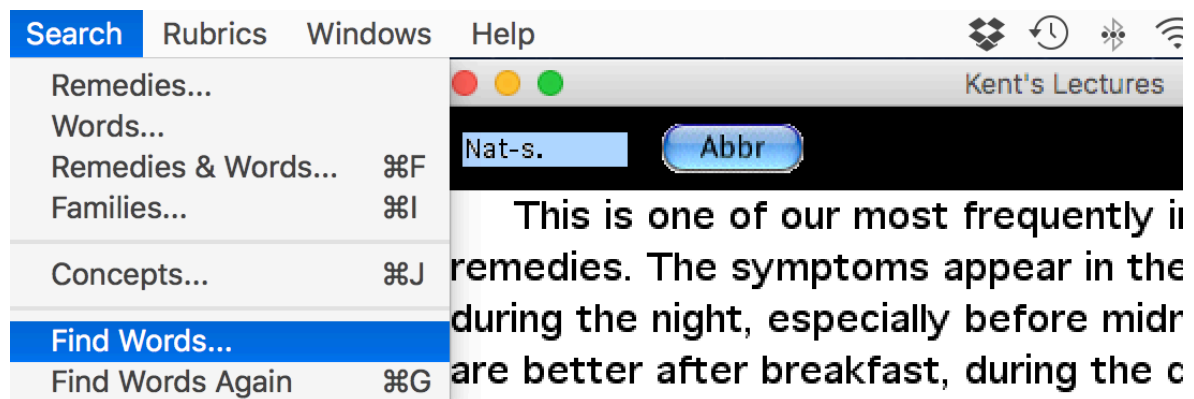 Search Rubrics Windows Help
Remedies...
Words...
Remedies & Words... ⌘F
Families... ⌘I
Concepts... ⌘J
Find Words...
Find Words Again ⌘G
Kent's Lectures
Nat-s. Abbr
This is one of our most frequently
remedies. The symptoms appear in the
during the night, especially before
are better after breakfast, during the